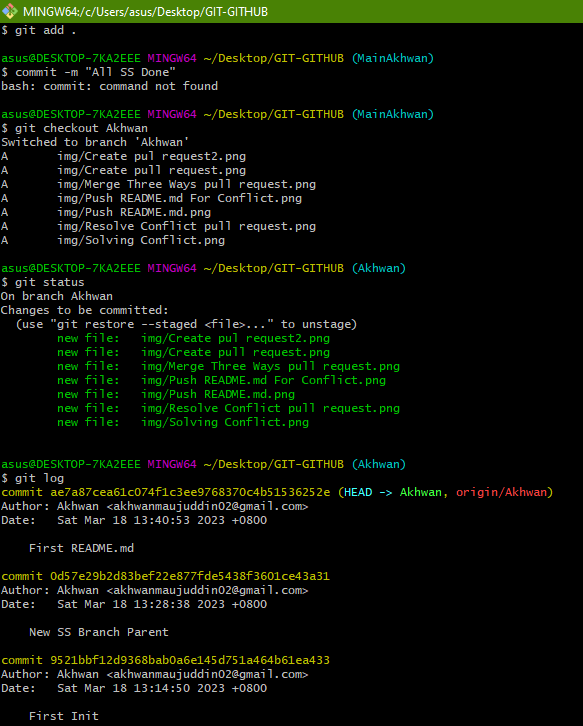 MINGW64:/c/Users/asus/Desktop/GIT-GITHUB
$ git add .
asus@DESKTOP-7KA2EEE MINGW64 ~/Desktop/GIT-GITHUB (MainAkhwan)
$ commit -m "All SS Done"
bash: commit: command not found
asus@DESKTOP-7KA2EEE MINGW64 ~/Desktop/GIT-GITHUB (MainAkhwan)
$ git checkout Akhwan
Switched to branch 'Akhwan'
A       img/Create pul request2.png
A       img/Create pull request.png
A       img/Merge Three Ways pull request.png
A       img/Push README.md For Conflict.png
A       img/Push README.md.png
A       img/Resolve Conflict pull request.png
A       img/Solving Conflict.png
asus@DESKTOP-7KA2EEE MINGW64 ~/Desktop/GIT-GITHUB (Akhwan)
$ git status
On branch Akhwan
Changes to be committed:
  (use "git restore --staged <file>..." to unstage)
        new file:   img/Create pul request2.png
        new file:   img/Create pull request.png
        new file:   img/Merge Three Ways pull request.png
        new file:   img/Push README.md For Conflict.png
        new file:   img/Push README.md.png
        new file:   img/Resolve Conflict pull request.png
        new file:   img/Solving Conflict.png
asus@DESKTOP-7KA2EEE MINGW64 ~/Desktop/GIT-GITHUB (Akhwan)
$ git log
commit ae7a87cea61c074f1c3ee9768370c4b51536252e (HEAD -> Akhwan, origin/Akhwan)
Author: Akhwan <akhwanmaujuddin02@gmail.com>
Date:   Sat Mar 18 13:40:53 2023 +0800
    First README.md
commit 0d57e29b2d83bef22e877fde5438f3601ce43a31
Author: Akhwan <akhwanmaujuddin02@gmail.com>
Date:   Sat Mar 18 13:28:38 2023 +0800
    New SS Branch Parent
commit 9521bbf12d9368bab0a6e145d751a464b61ea433
Author: Akhwan <akhwanmaujuddin02@gmail.com>
Date:   Sat Mar 18 13:14:50 2023 +0800
    First Init